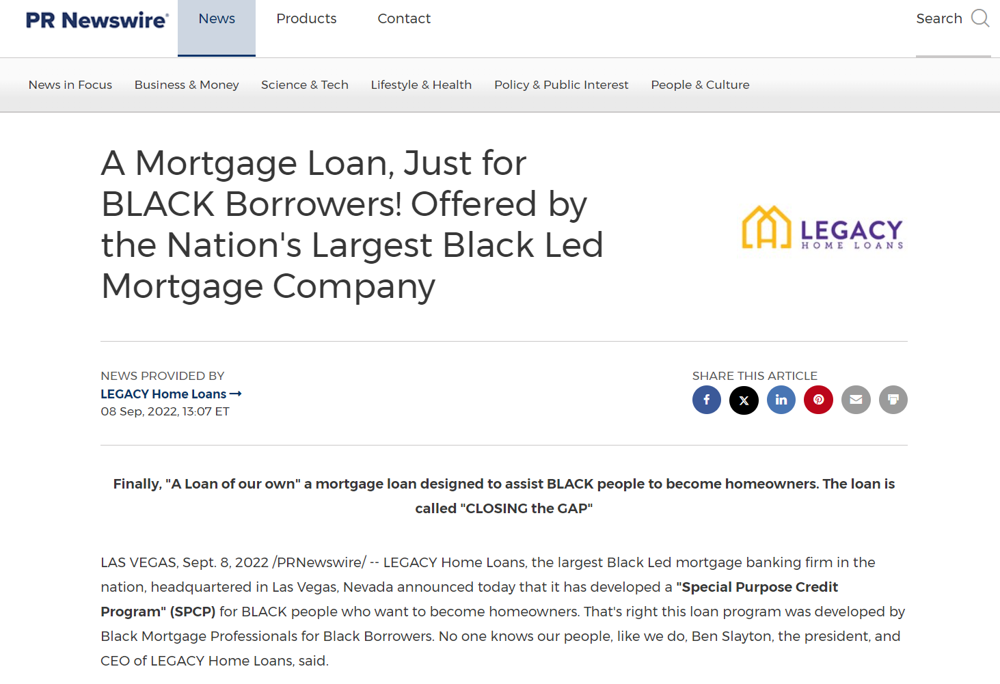 PR Newswire®
News
Products
Contact
Search
News in Focus
Business & Money
Science & Tech
Lifestyle & Health
Policy & Public Interest
People & Culture
A Mortgage Loan, Just for
BLACK Borrowers! Offered by
the Nation's Largest Black Led
Mortgage Company
LEGACY
HOME LOANS
NEWS PROVIDED BY
LEGACY Home Loans →
08 Sep, 2022, 13:07 ET
SHARE THIS ARTICLE
Finally, "A Loan of our own" a mortgage loan designed to assist BLACK people to become homeowners. The loan is
called "CLOSING the GAP"
LAS VEGAS, Sept. 8, 2022 /PRNewswire/ -- LEGACY Home Loans, the largest Black Led mortgage banking firm in the
nation, headquartered in Las Vegas, Nevada announced today that it has developed a "Special Purpose Credit
Program" (SPCP) for BLACK people who want to become homeowners. That's right this loan program was developed by
Black Mortgage Professionals for Black Borrowers. No one knows our people, like we do, Ben Slayton, the president, and
CEO of LEGACY Home Loans, said.